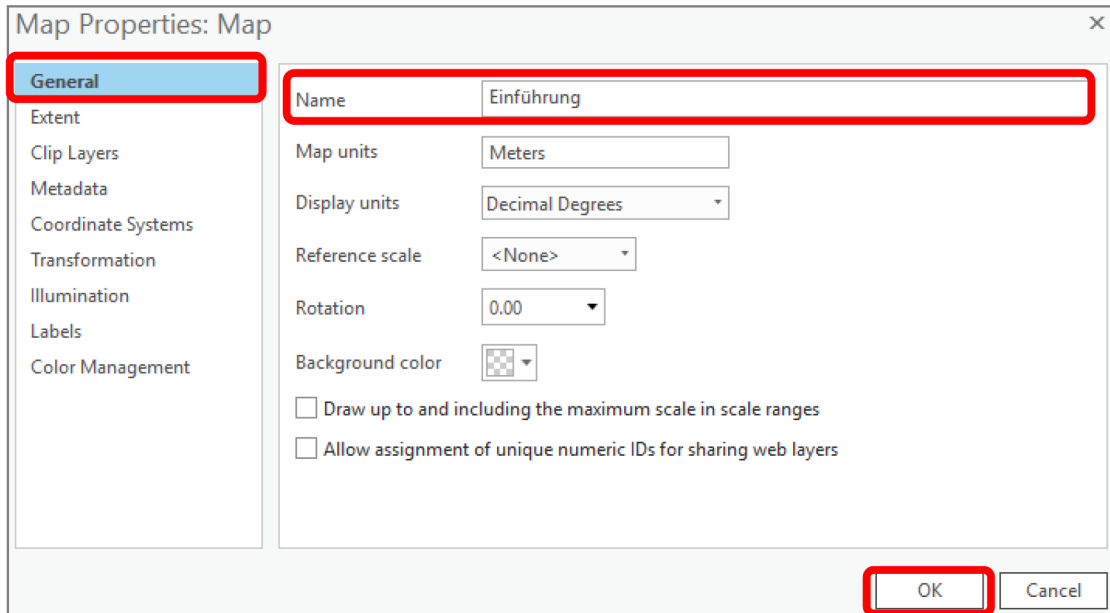 Map Properties: Map
General
Extent
Clip Layers
Metadata
Coordinate Systems
Transformation
Illumination
Labels
Color Management
Name Einführung
Map units Meters
Display units Decimal Degrees
Reference scale <None>
Rotation 0.00
Background color
Draw up to and including the maximum scale in scale ranges
Allow assignment of unique numeric IDs for sharing web layers
OK Cancel